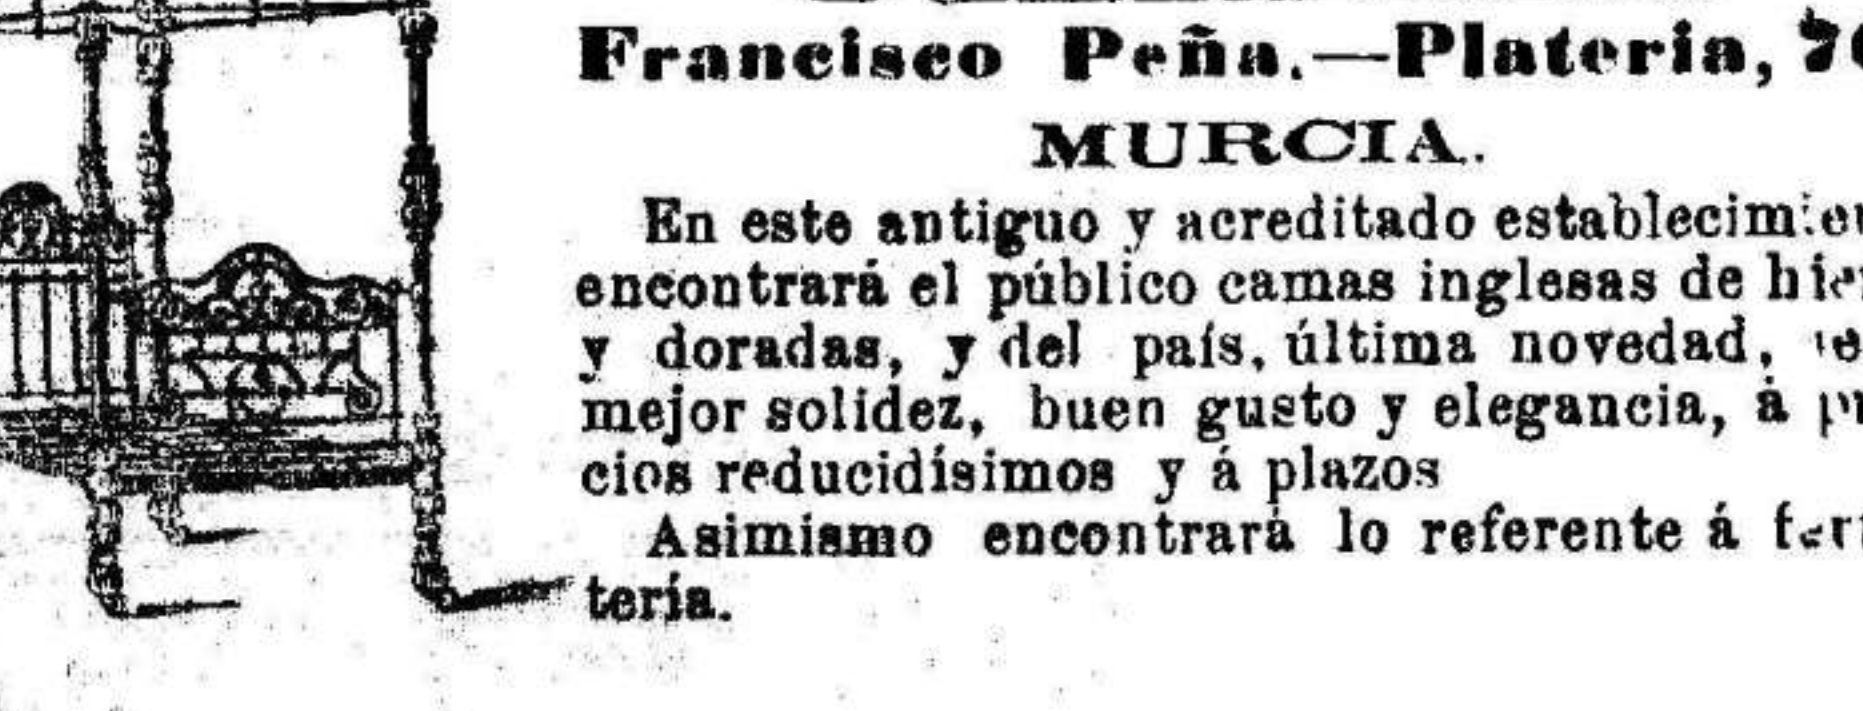 Francisco Peña.—Plateria,
MURCIA.
En este antiguo y acreditado
encontrará el público camas inglesas de
y doradas, y del país, última novedad,
mejor solidez, buen gusto y elegancia, á
cios reducidísimos y á plazos
Asimismo encontrará lo referente á
tería.